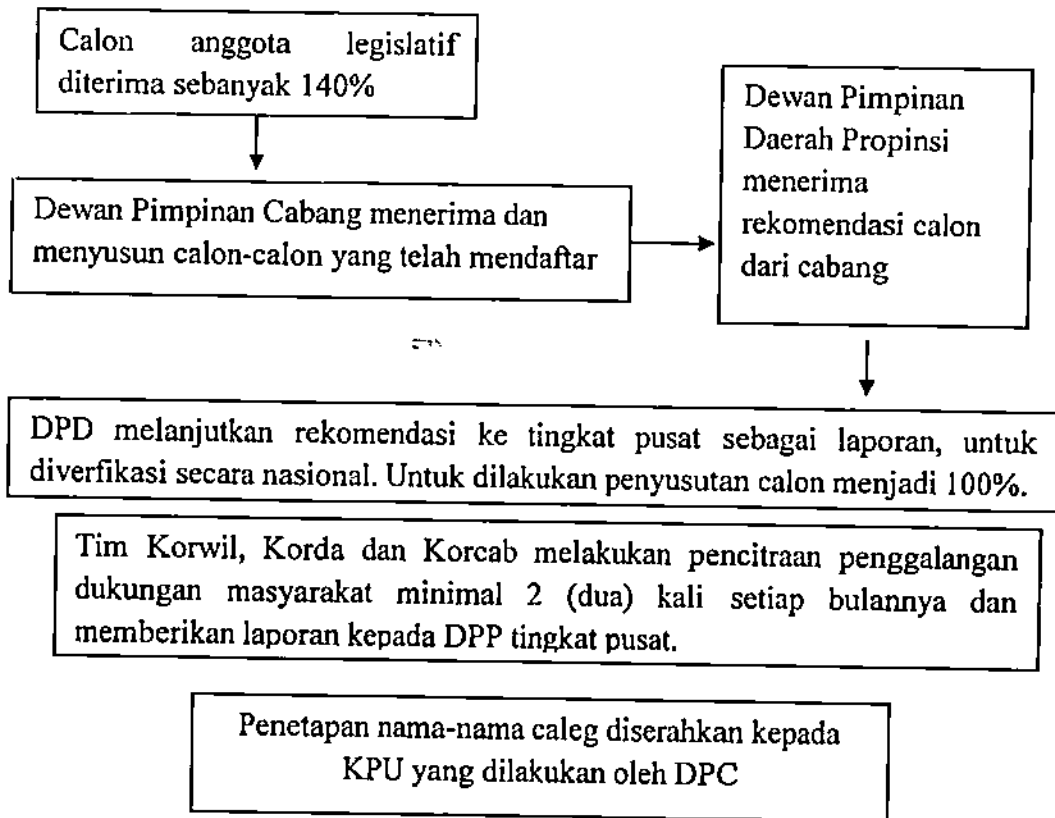 Calon anggota legislatif
diterima sebanyak 140%
Dewan Pimpinan Cabang menerima dan
menyusun calon-calon yang telah mendaftar
Dewan Pimpinan
Daerah Propinsi
menerima
rekomendasi calon
dari cabang
DPD melanjutkan rekomendasi ke tingkat pusat sebagai laporan, untuk
diverfikasi secara nasional. Untuk dilakukan penyusutan calon menjadi 100%.
Tim Korwil, Korda dan Korcab melakukan pencitraan penggalangan
dukungan masyarakat minimal 2 (dua) kali setiap bulannya dan
memberikan laporan kepada DPP tingkat pusat.
Penetapan nama-nama caleg diserahkan kepada
KPU yang dilakukan oleh DPC